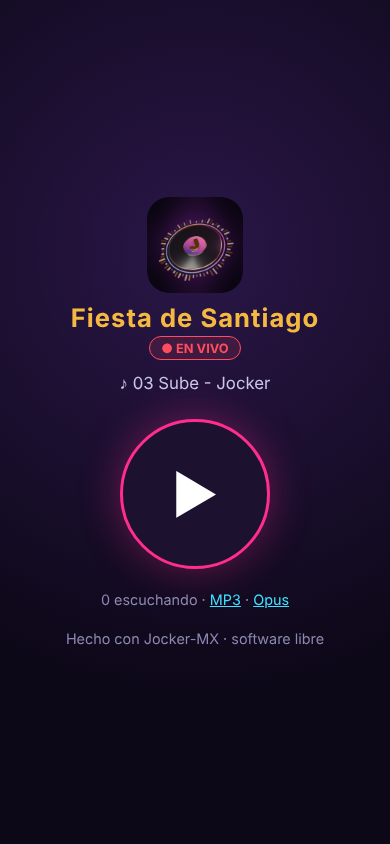 Fiesta de Santiago
EN VIVO
♪ 03 Sube - Jocker
0 escuchando · MP3 · Opus
Hecho con Jocker-MX · software libre